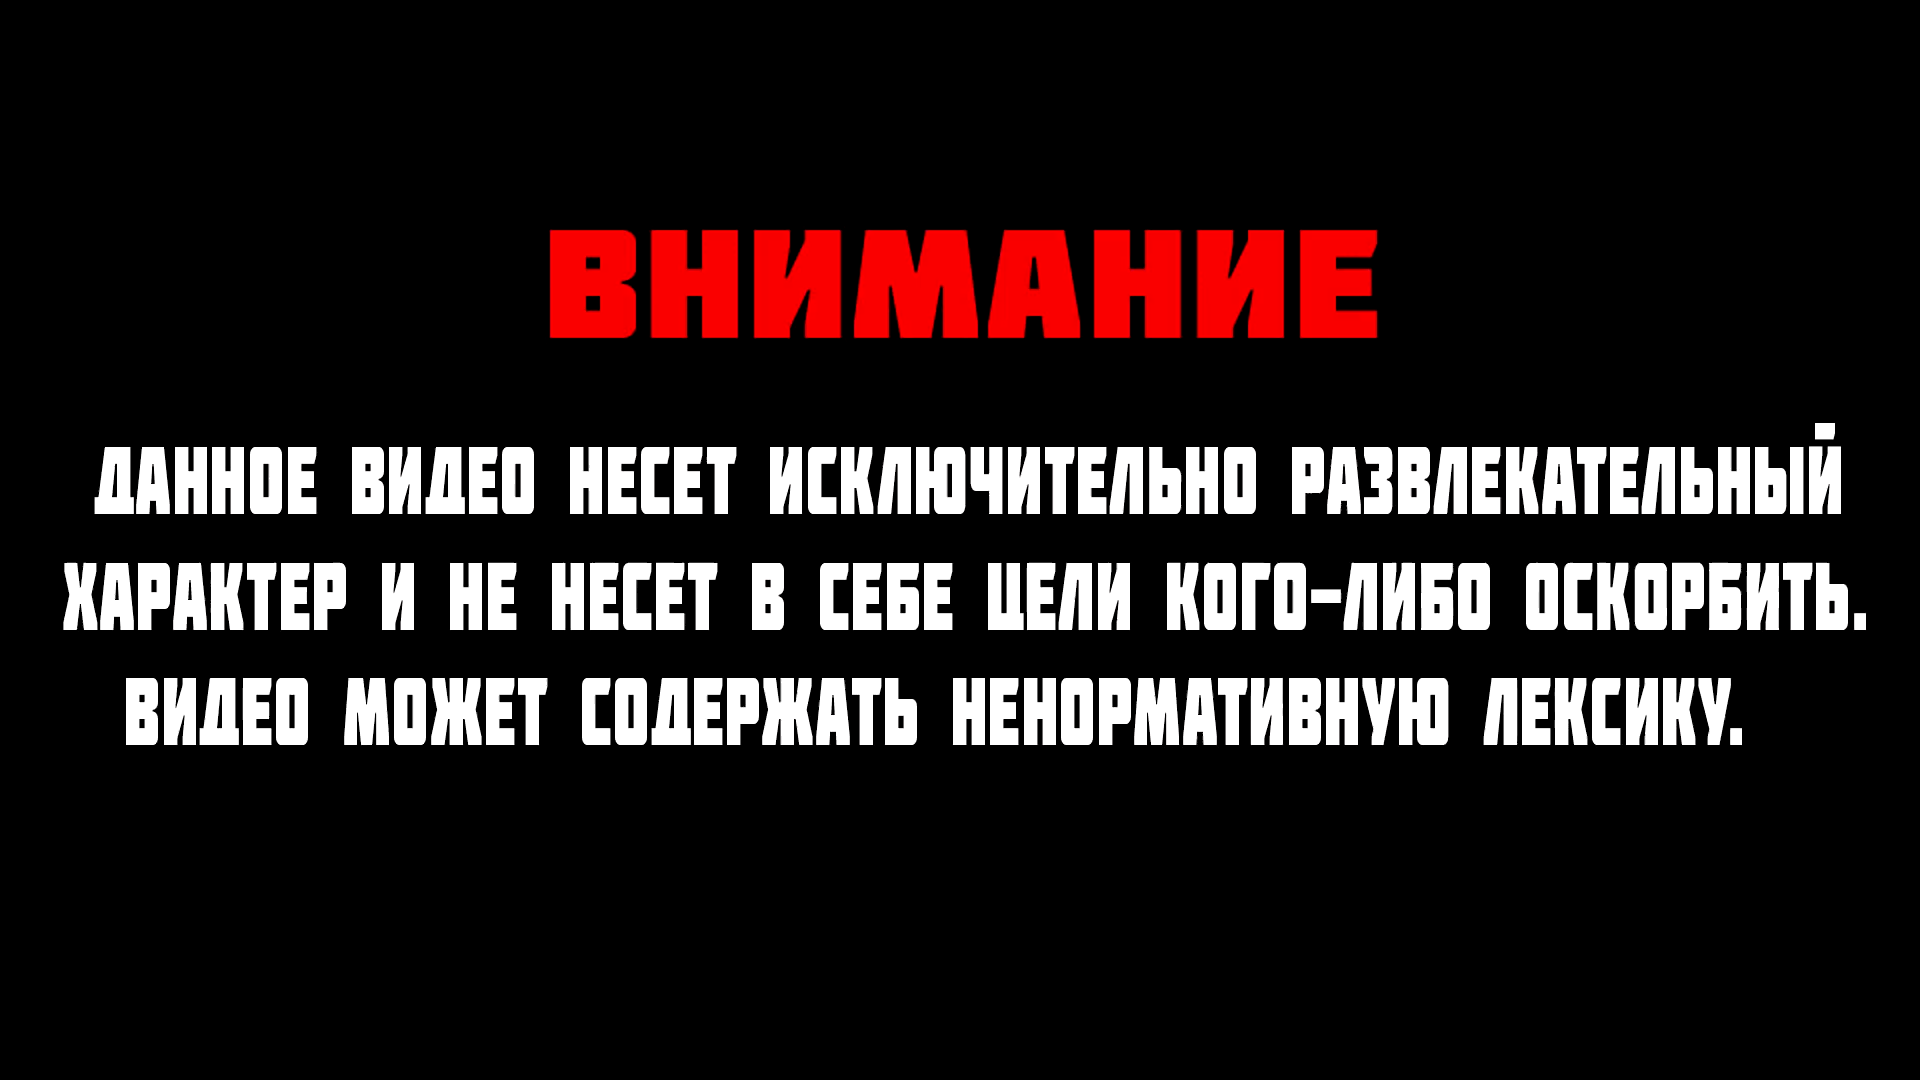 ВНИМАНИЕ
ДАННОЕ ВИДЕО НЕСЕТ ИСКЛЮЧИТЕЛЬНО РАЗВЛЕКАТЕЛЬНЫЙ
ХАРАКТЕР И НЕ НЕСЕТ В СЕБЕ ЦЕЛИ КОГО-ЛИБО ОСКОРБИТЬ.
ВИДЕО МОЖЕТ СОДЕРЖАТЬ НЕНОРМАТИВНУЮ ЛЕКСИКУ.